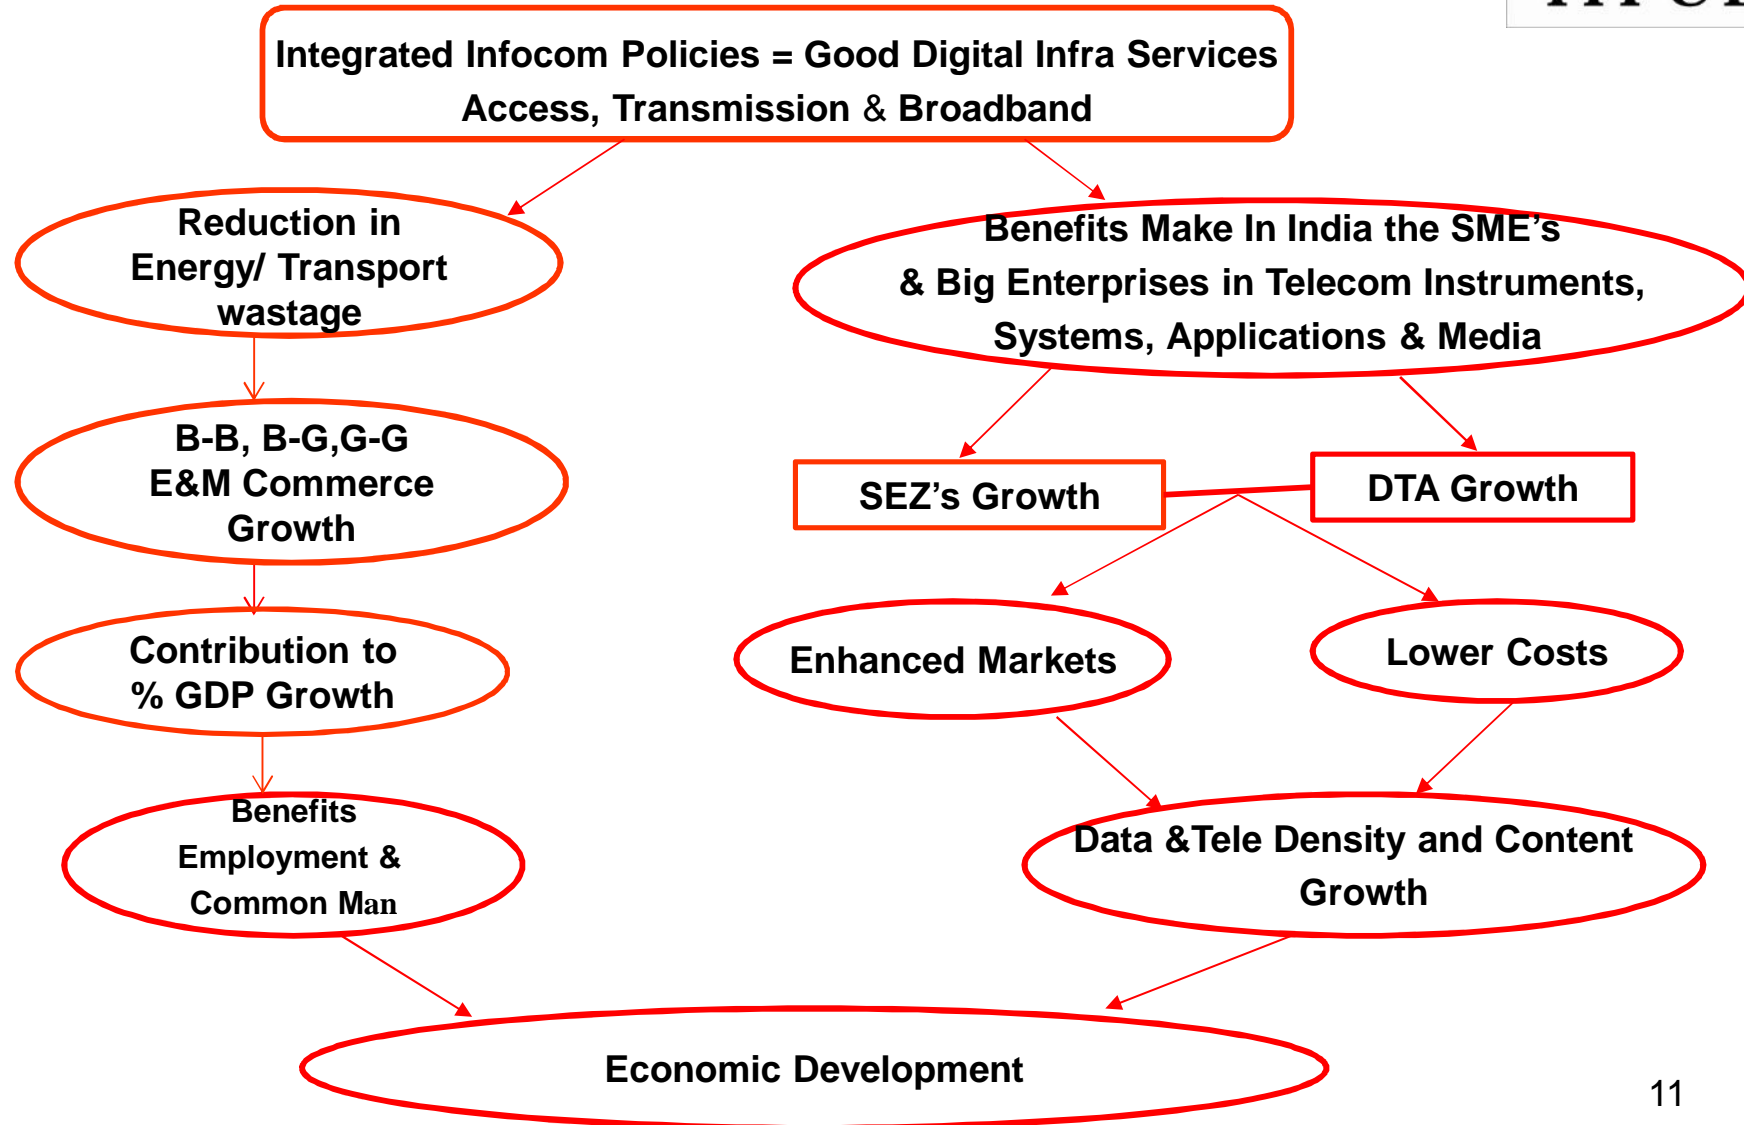 Integrated Infocom Policies = Good Digital Infra Services
Access, Transmission & Broadband
Reduction in
Energy/ Transport
wastage
Benefits Make In India the SME's
& Big Enterprises in Telecom Instruments,
Systems, Applications & Media
B-B, B-G,G-G
E&M Commerce
Growth
SEZ's Growth
DTA Growth
Contribution to
% GDP Growth
Enhanced Markets
Lower Costs
Benefits
Employment &
Common Man
Data &Tele Density and Content
Growth
Economic Development
11